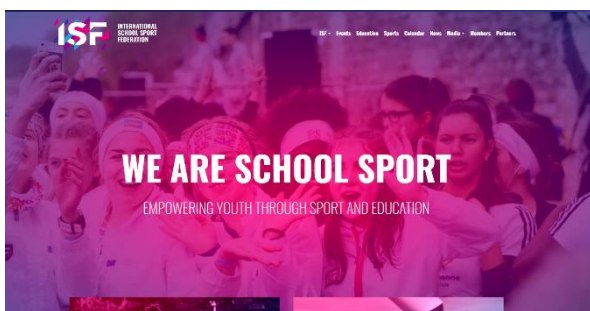 ISF
INTERNATIONAL
SCHOOL SPORT
FEDERATION
ISF Events Education Sports Calendar News Media Members Partners
WE ARE SCHOOL SPORT
EMPOWERING YOUTH THROUGH SPORT AND EDUCATION